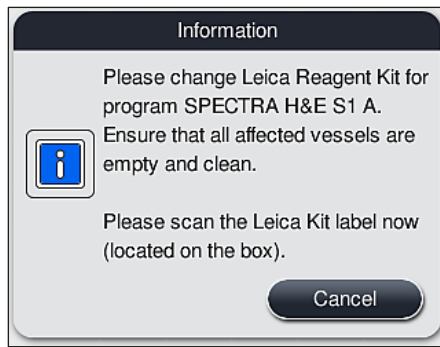 Information
Please change Leica Reagent Kit for
program SPECTRA H&E S1 A.
Ensure that all affected vessels are
empty and clean.
Please scan the Leica Kit label now
(located on the box).
Cancel